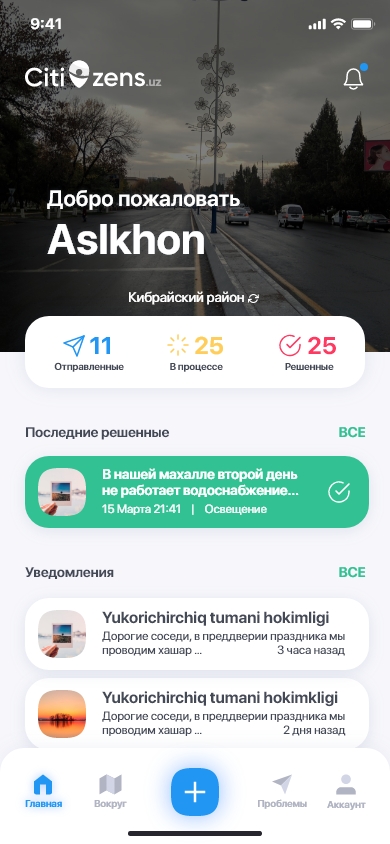 9:41
Citizens.uz
Добро пожаловать
Aslkhon
Кибрайский район
11 25 25
Отправленные В процессе Решенные
Последние решенные ВСЕ
В нашей махалле второй день
не работает водоснабжение...
15 Марта 21:41 | Освещение
Уведомления ВСЕ
Yukorichirchiq tumani hokimligi
Дорогие соседи, в преддверии праздника мы
проводим хашар ... 3 часа назад
Yukorichirchiq tumani hokimkligi
Дорогие соседи, в преддверии праздника мы
проводим хашар ... 2 дня назад
Главная Вокруг Проблемы Аккаунт